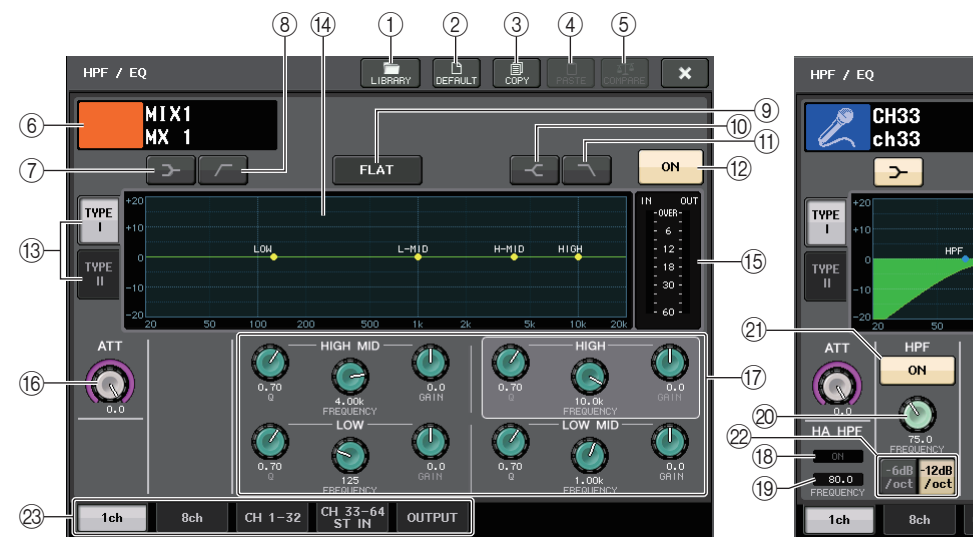 ⑧ ⑭ ① ② ③ ④ ⑤
HPF / EQ
LIBRARY DEFAULT COPY PASTE COMPARE
HPF / EQ
⑥
MIX1
MX 1
CH33
ch33
⑨
⑩
⑪
⑦
FLAT
ON
⑫
TYPE I
TYPE II
⑬
+20
+10
0
-10
-20
LOW L-MID H-MID HIGH
20 50 100 200 500 1k 2k 5k 10k 20k
IN OUT
OVER
6
12
18
30
60
⑮
TYPE I
TYPE II
+20
+10
0
-10
-20
HPF
20 50
ATT
0.0
⑯
HIGH MID
0.70 4.00k 0.0
Q FREQUENCY GAIN
HIGH
0.70 10.0k 0.0
Q FREQUENCY GAIN
⑰
LOW
0.70 125 0.0
Q FREQUENCY GAIN
LOW MID
0.70 1.00k 0.0
Q FREQUENCY GAIN
㉑
ATT
0.0
HPF
ON
⑳
75.0
FREQUENCY
㉒
HA HPF
⑱
ON
⑲
80.0
FREQUENCY
-6dB /oct
-12dB /oct
㉓
1ch 8ch CH 1-32 CH 33-64 ST IN OUTPUT
1ch 8ch